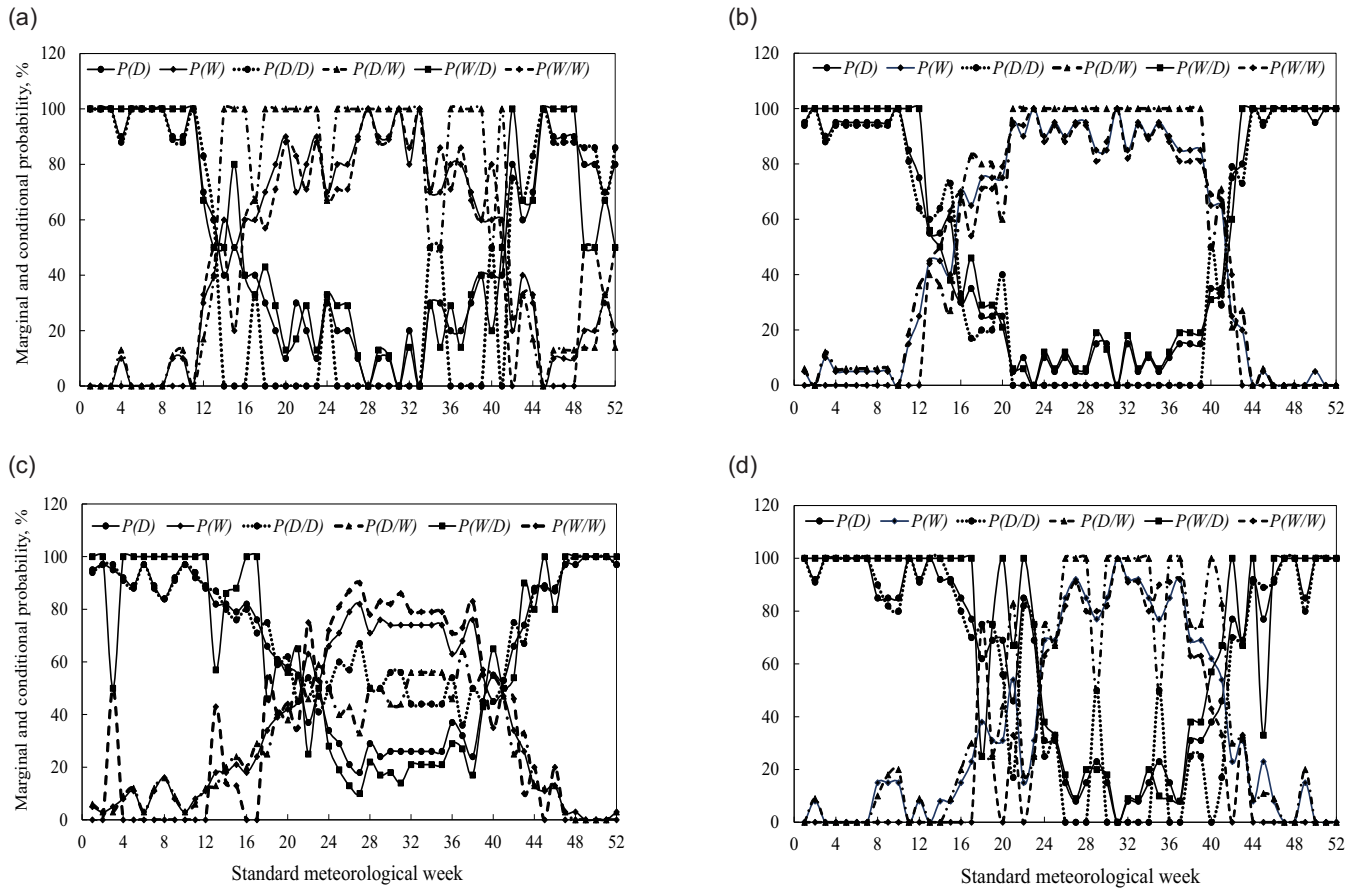 (a)
120
100
80
60
40
20
0
P(D) P(W) P(D/D) P(D/W) P(W/D) P(W/W)
Marginal and conditional probability, %
0 4 8 12 16 20 24 28 32 36 40 44 48 52
(b)
120
100
80
60
40
20
0
P(D) P(W) P(D/D) P(D/W) P(W/D) P(W/W)
0 4 8 12 16 20 24 28 32 36 40 44 48 52
(c)
120
100
80
60
40
20
0
P(D) P(W) P(D/D) P(D/W) P(W/D) P(W/W)
Marginal and conditional probability, %
0 4 8 12 16 20 24 28 32 36 40 44 48 52
Standard meteorological week
(d)
120
100
80
60
40
20
0
P(D) P(W) P(D/D) P(D/W) P(W/D) P(W/W)
0 4 8 12 16 20 24 28 32 36 40 44 48 52
Standard meteorological week